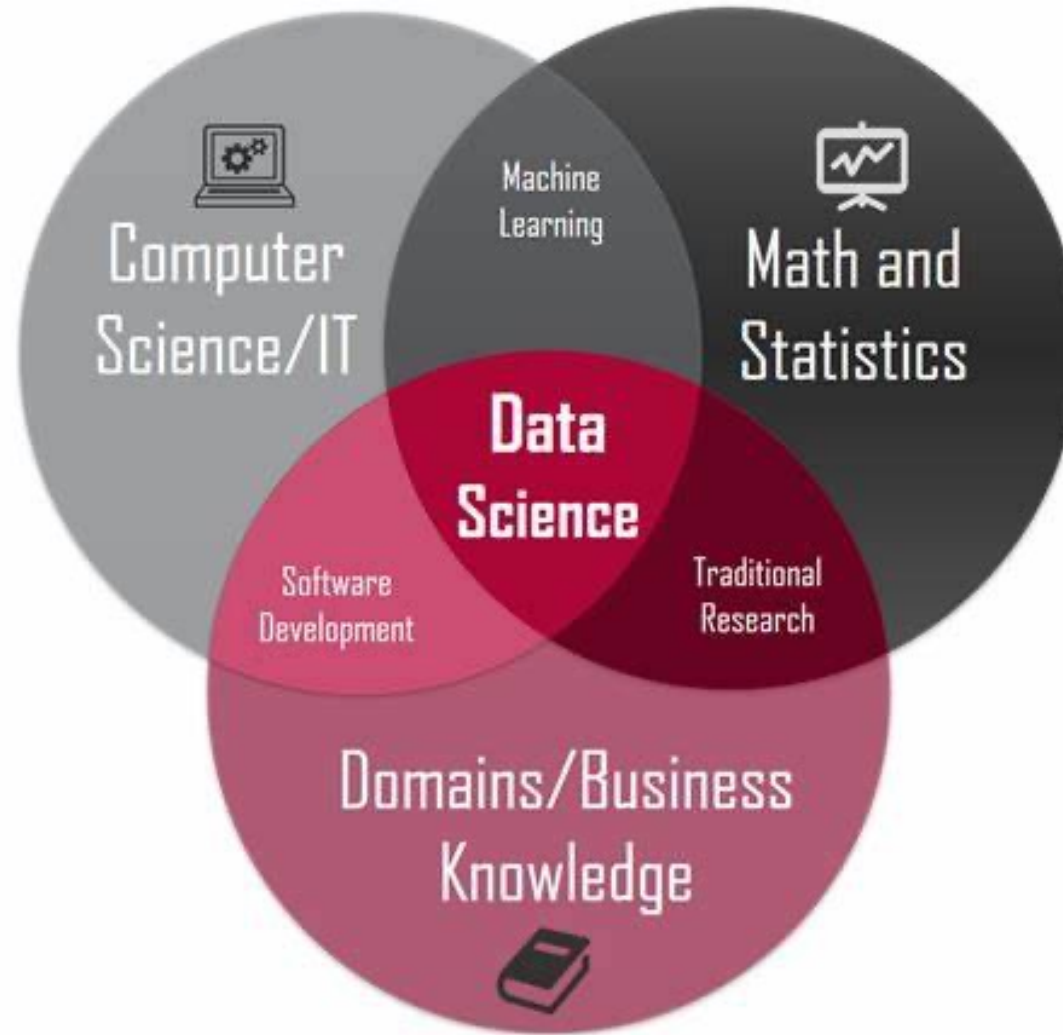 Machine
Learning
Computer
Science/IT
Math and
Statistics
Data
Science
Software
Development
Traditional
Research
Domains/Business
Knowledge